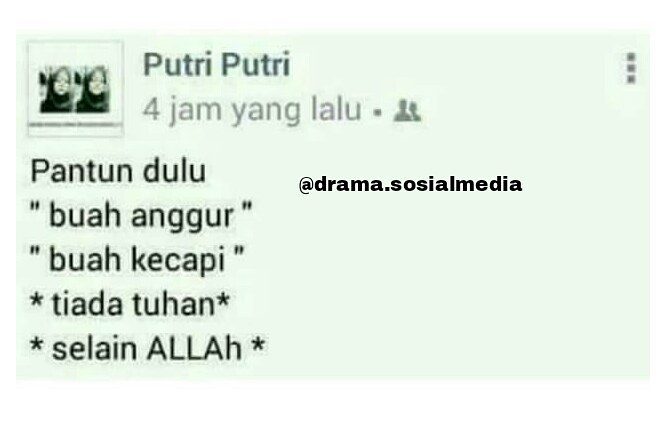 Putri Putri
4 jam yang lalu •
Pantun dulu
@drama.sosialmedia
" buah anggur "
" buah kecapi "
* tiada tuhan*
* selain ALLAh *